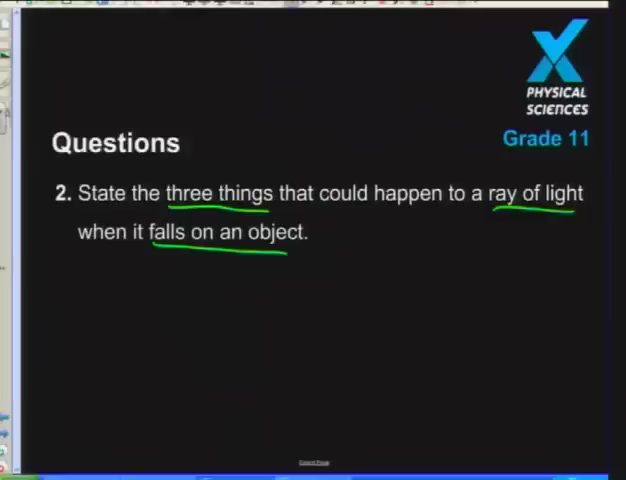 PHYSICAL
SCIENCES
Grade 11
Questions
2. State the three things that could happen to a ray of light
when it falls on an object.